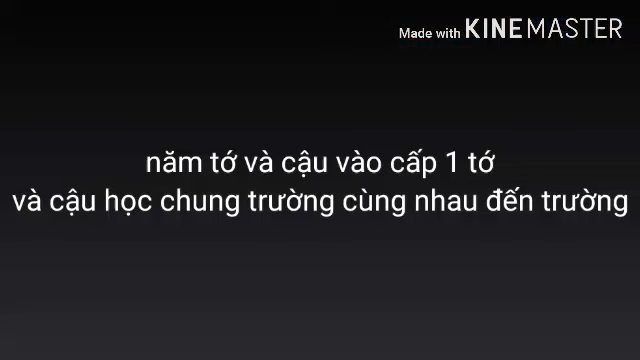 Made with KINEMASTER
năm tớ và cậu vào cấp 1 tớ
và cậu học chung trường cùng nhau đến trường